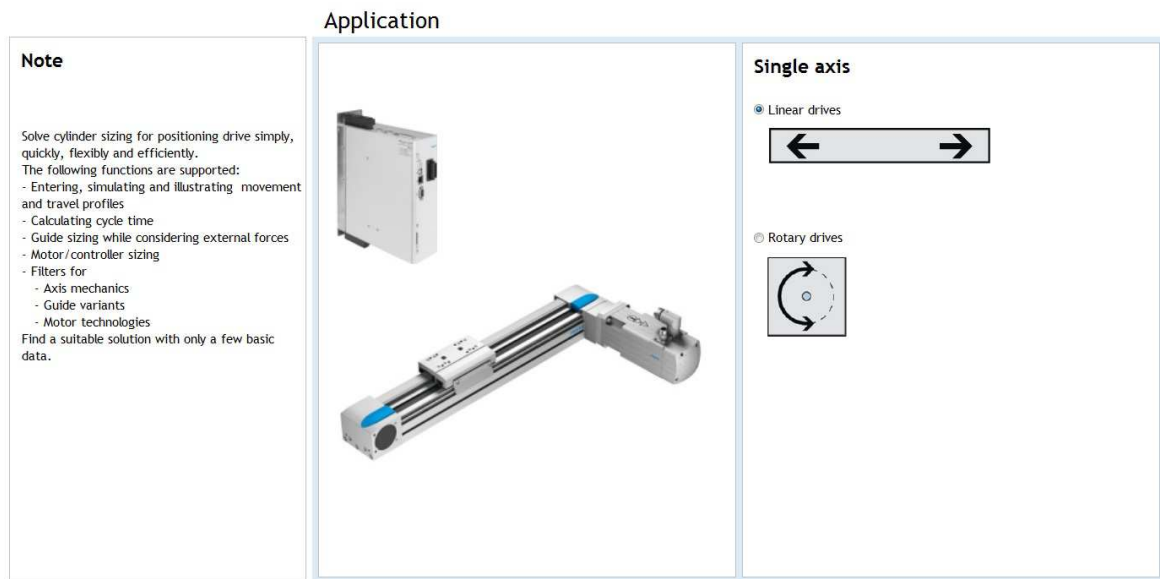 Application
Note
Solve cylinder sizing for positioning drive simply,
quickly, flexibly and efficiently.
The following functions are supported:
- Entering, simulating and illustrating movement
and travel profiles
- Calculating cycle time
- Guide sizing while considering external forces
- Motor/controller sizing
- Filters for
- Axis mechanics
- Guide variants
- Motor technologies
Find a suitable solution with only a few basic
data.
Single axis
Linear drives
Rotary drives